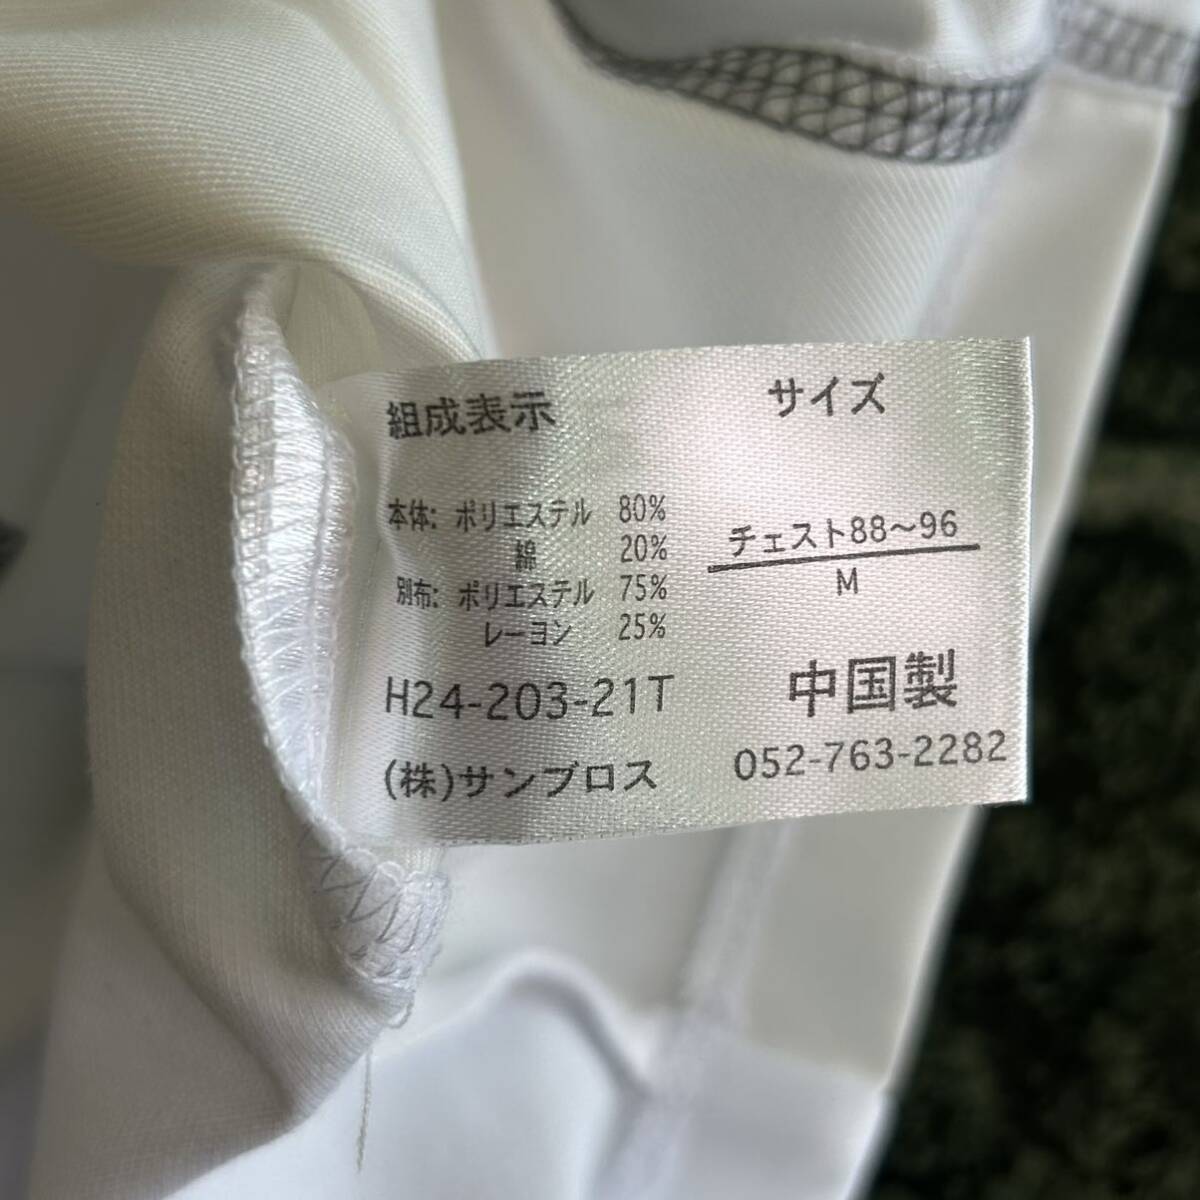 組成表示
本体: ポリエステル 80%
綿 20%
別布: ポリエステル 75%
レーヨン 25%
H24-203-21T
(株)サンブロス
サイズ
チェスト88～96
M
中国製
052-763-2282